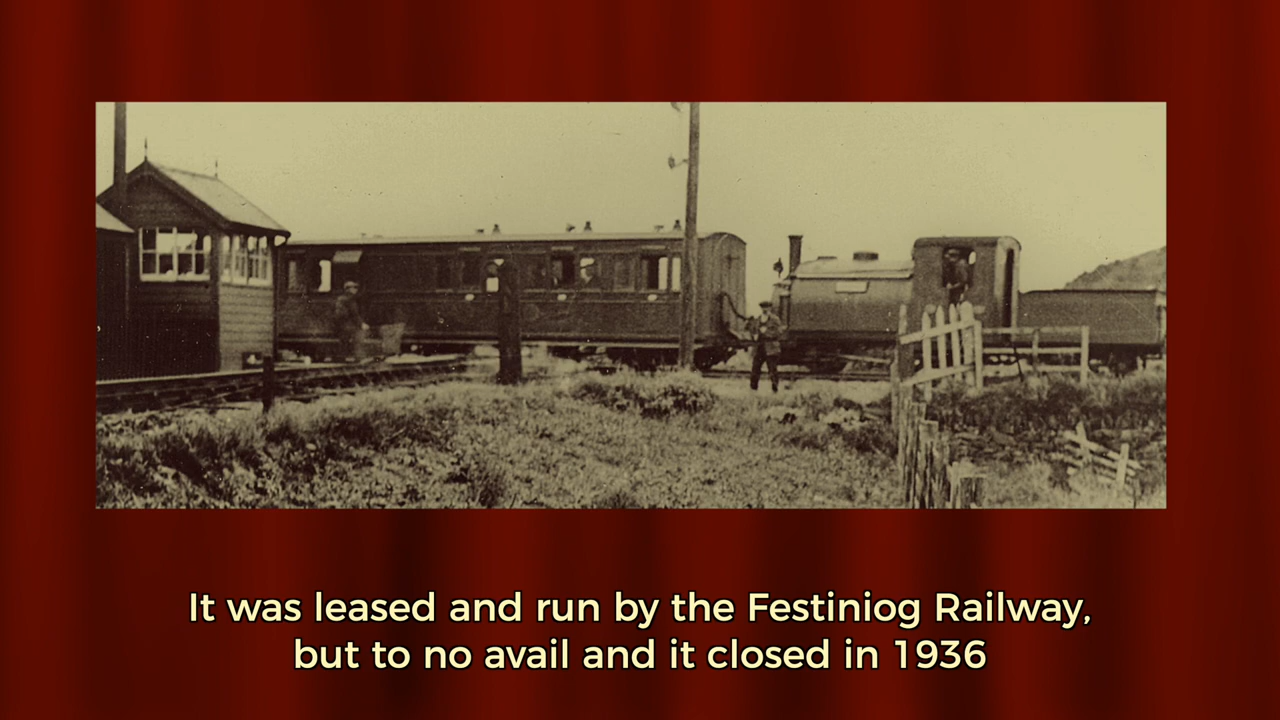 It was leased and run by the Festiniog Railway,
but to no avail and it closed in 1936